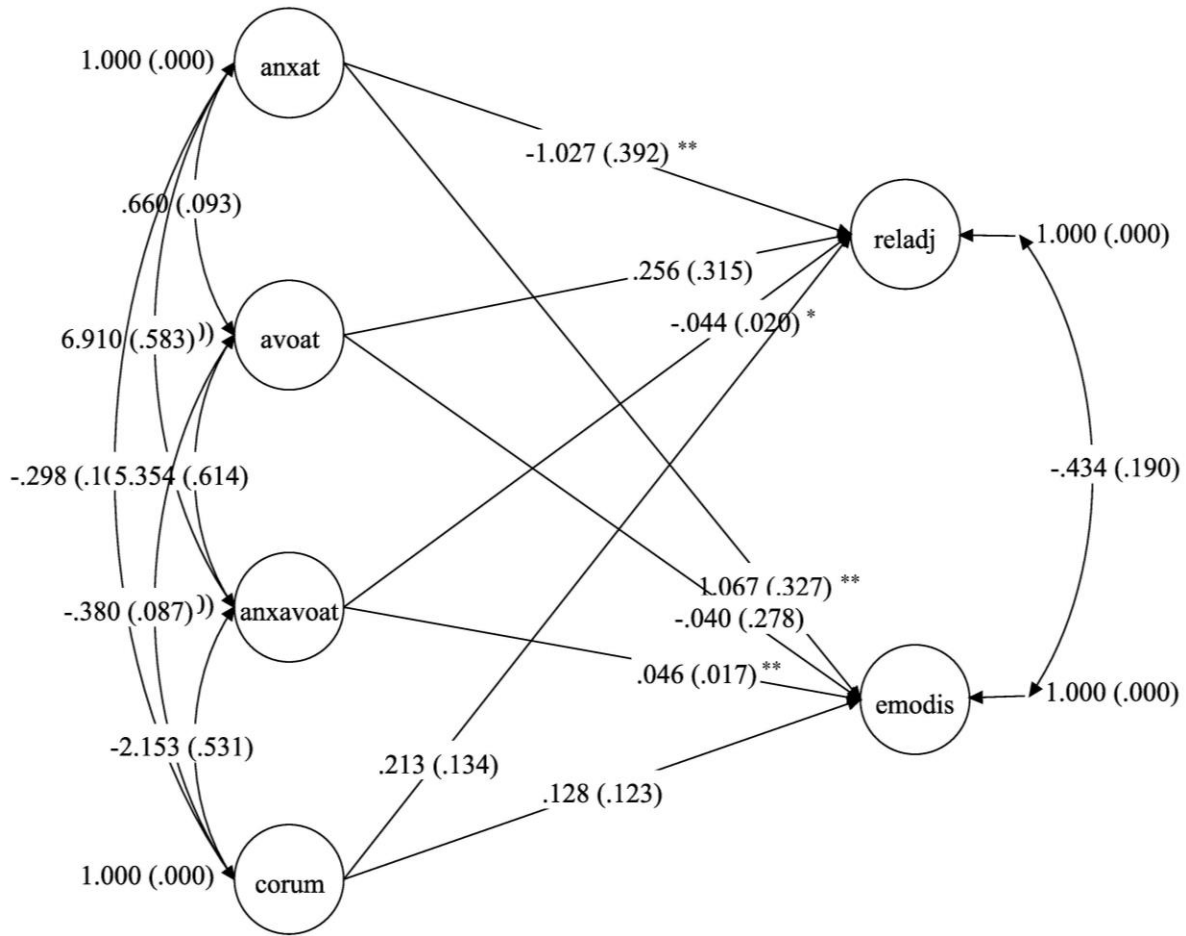 1.000 (.000)
anxat
-1.027 (.392) **
.660 (.093)
reladj
1.000 (.000)
.256 (.315)
-.044 (.020) *
6.910 (.583)
avoat
-.434 (.190)
-.298
5.354 (.614)
1.067 (.327) **
-.380 (.087)
anxavoat
-.040 (.278)
.046 (.017) **
emodis
1.000 (.000)
-2.153 (.531)
.213 (.134)
.128 (.123)
1.000 (.000)
corum